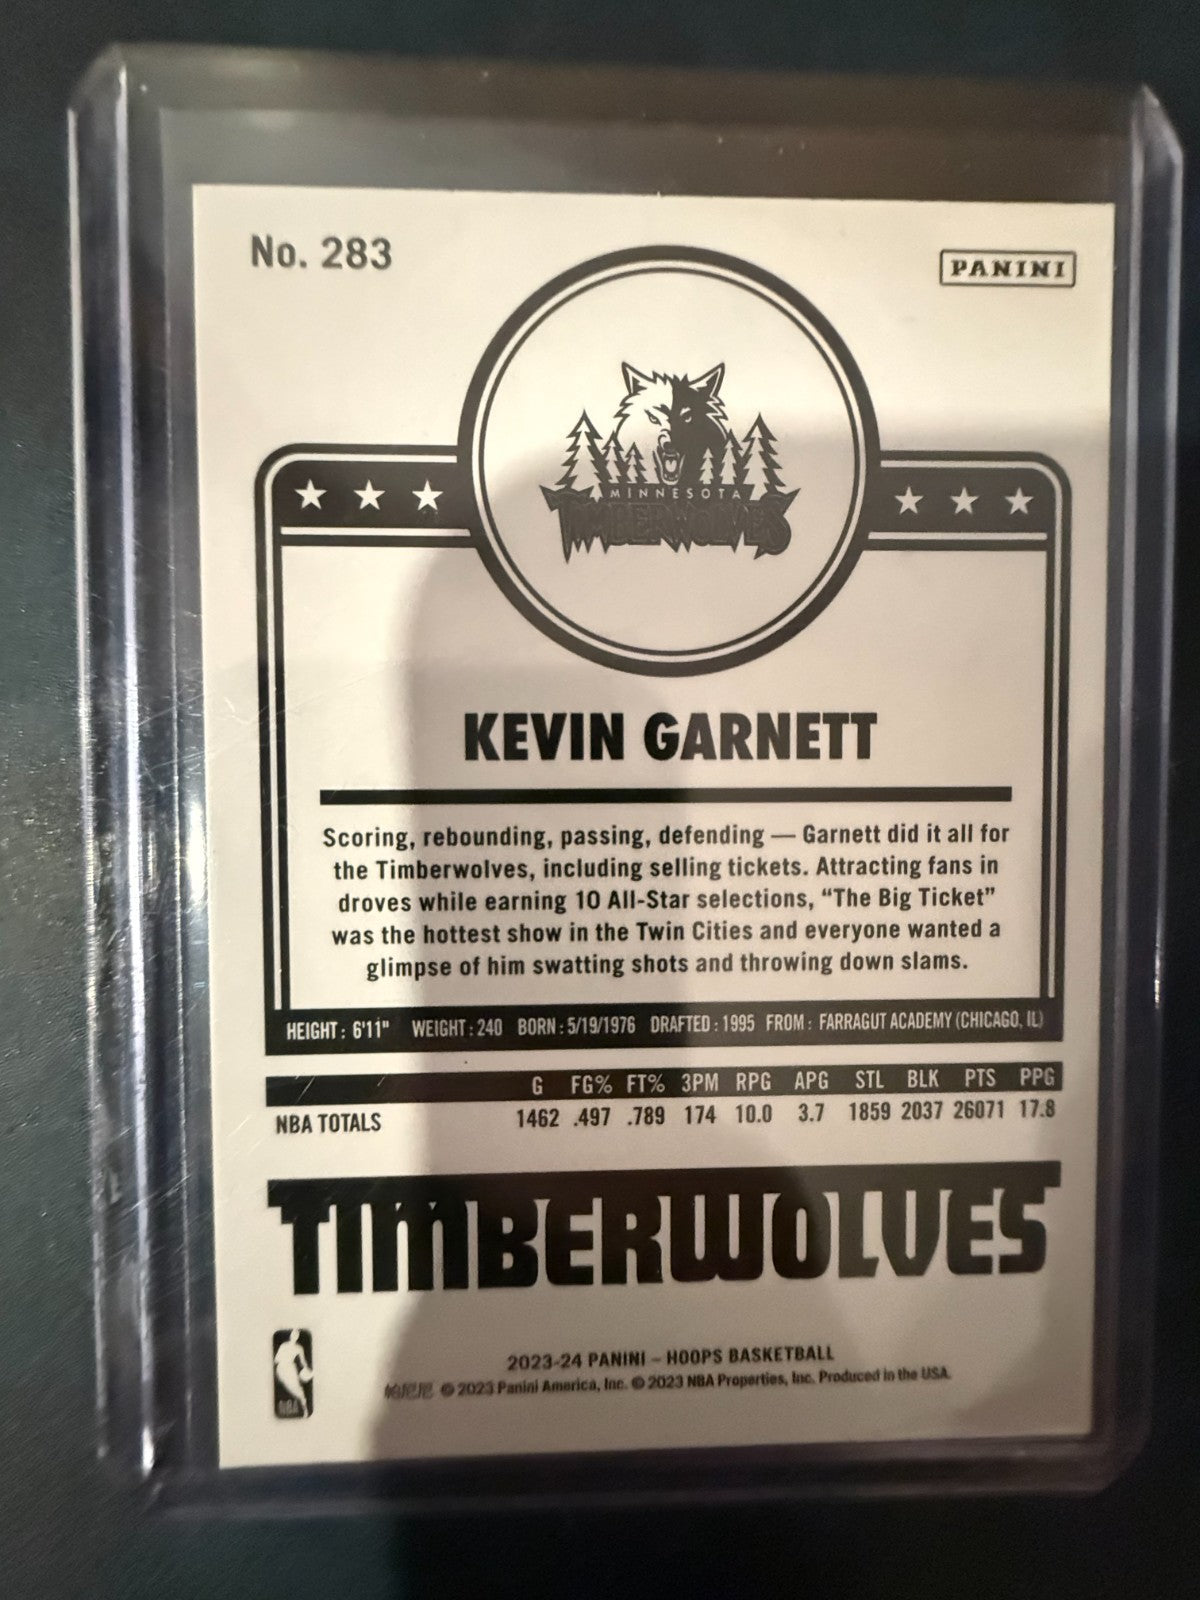 No. 283
PANINI
MINNESOTA
TIMBERWOLVES
KEVIN GARNETT
Scoring, rebounding, passing, defending — Garnett did it all for
the Timberwolves, including selling tickets. Attracting fans in
droves while earning 10 All-Star selections, “The Big Ticket”
was the hottest show in the Twin Cities and everyone wanted a
glimpse of him swatting shots and throwing down slams.
HEIGHT: 6'11" WEIGHT: 240 BORN: 5/19/1976 DRAFTED: 1995 FROM: FARRAGUT ACADEMY (CHICAGO, IL)
G FG% FT% 3PM RPG APG STL BLK PTS PPG
NBA TOTALS 1462 .497 .789 174 10.0 3.7 1859 2037 26071 17.8
TIMBERWOLVES
2023-24 PANINI – HOOPS BASKETBALL
帕尼尼 © 2023 Panini America, Inc. © 2023 NBA Properties, Inc. Produced in the USA.
NBA